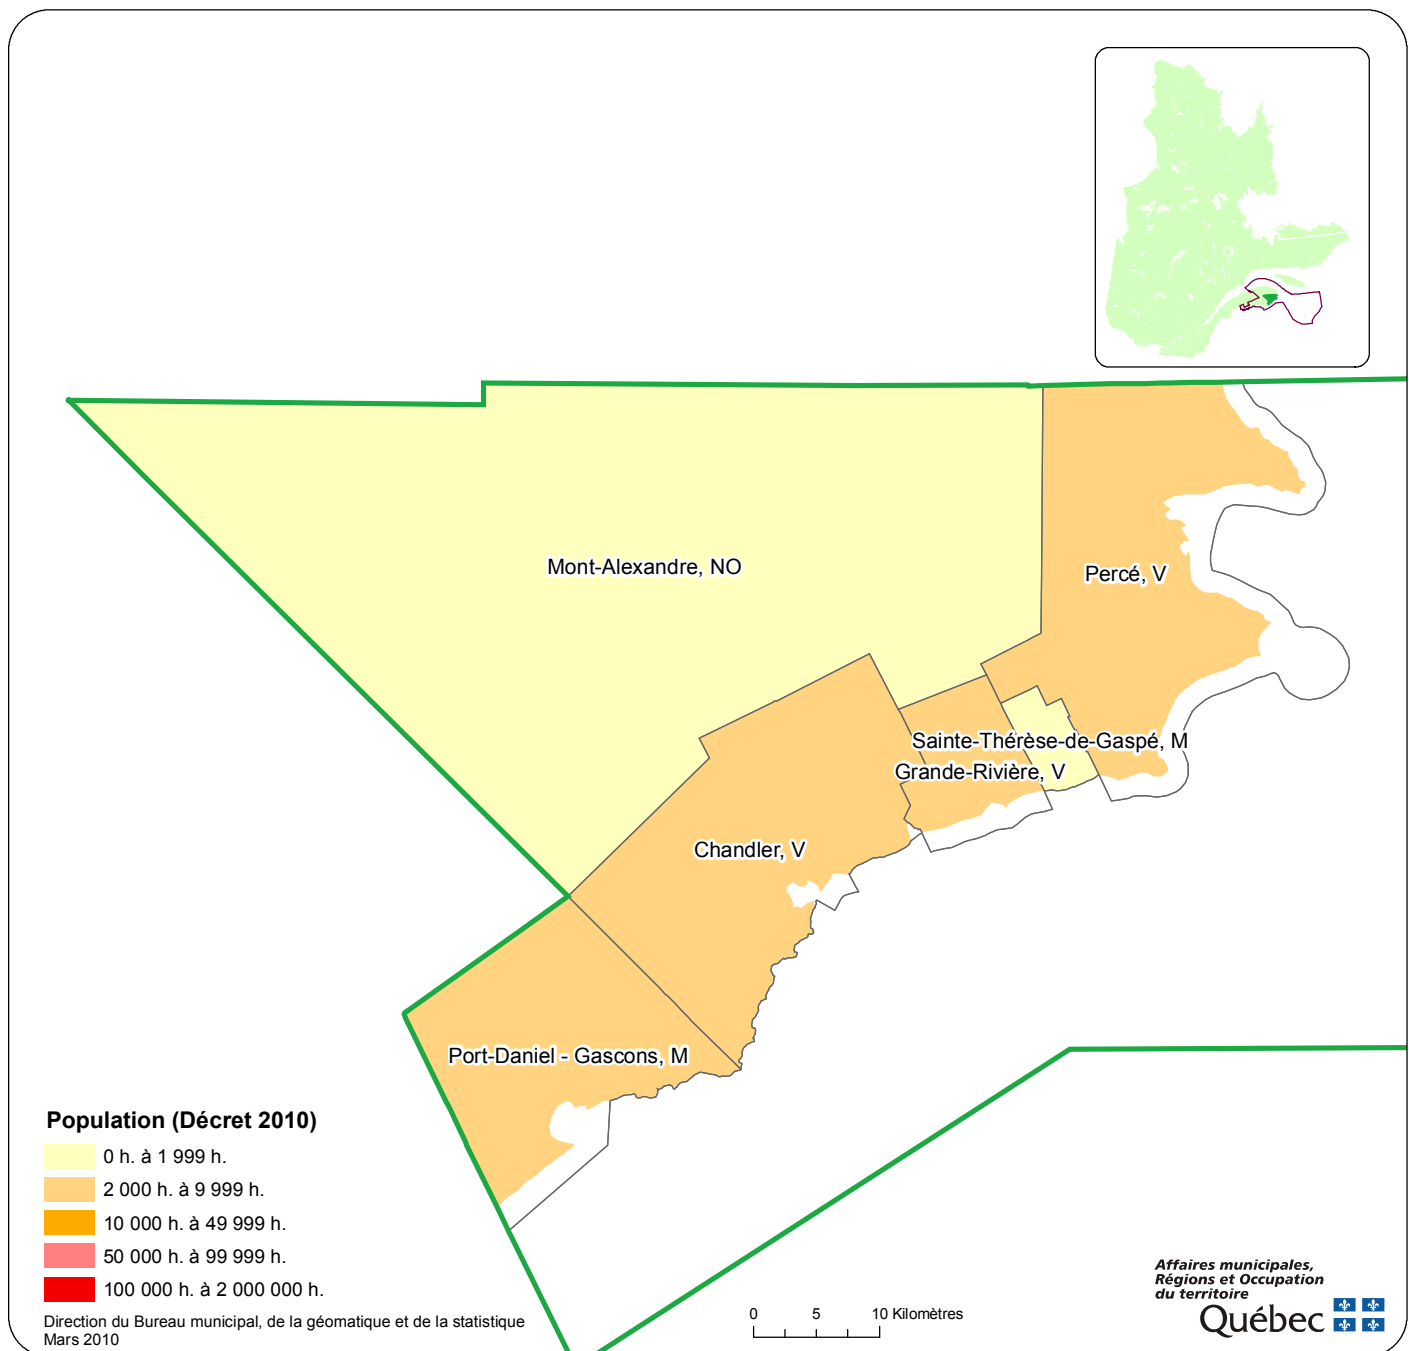 Mont-Alexandre, NO
Percé, V
Sainte-Thérèse-de-Gaspé, M
Grande-Rivière, V
Chandler, V
Port-Daniel - Gascons, M
Population (Décret 2010)
0 h. à 1 999 h.
2 000 h. à 9 999 h.
10 000 h. à 49 999 h.
50 000 h. à 99 999 h.
100 000 h. à 2 000 000 h.
Direction du Bureau municipal, de la géomatique et de la statistique
Mars 2010
0 5 10 Kilomètres
Affaires municipales,
Régions et Occupation
du territoire
Québec